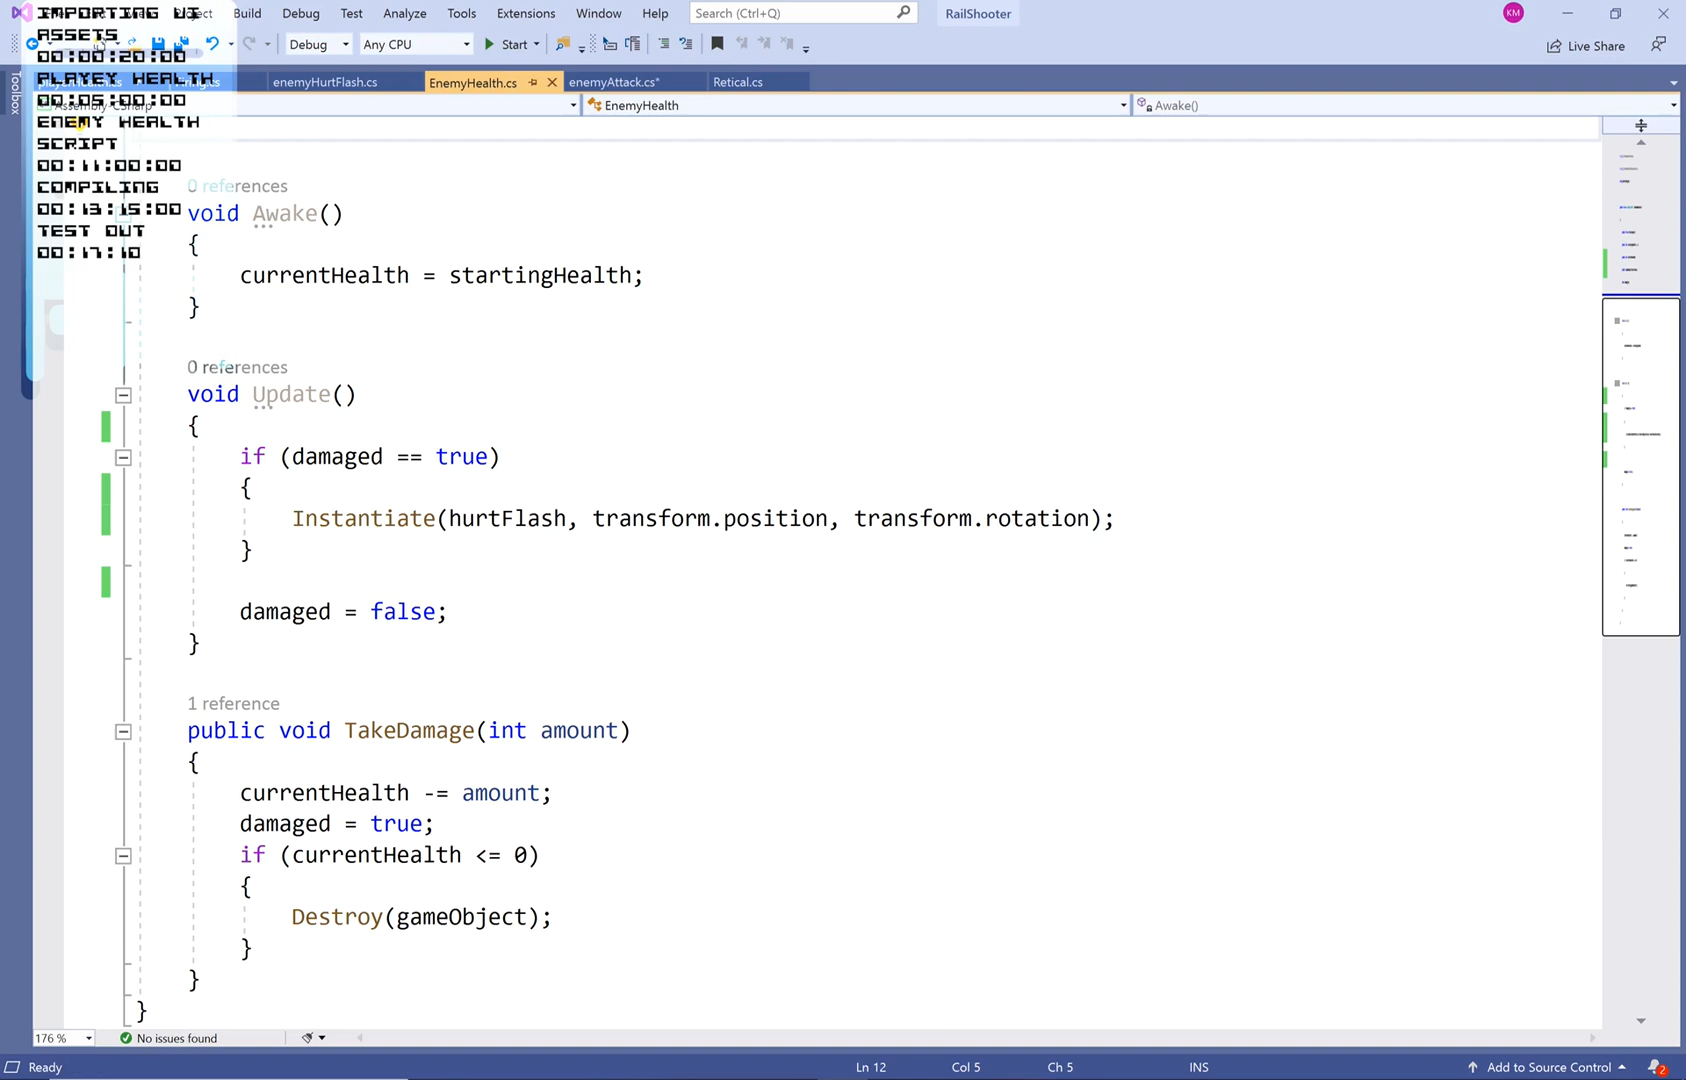 IMPORTING UI
ASSETS
00:00:20:00
PLAYEY HEALTH
00:05:00:00
ENEMY HEALTH
SCRIPT
00:11:00:00
COMPILING
00:13:15:00
TEST OUT
00:17:10
Project Build Debug Test Analyze Tools Extensions Window Help Search (Ctrl+Q) RailShooter KM
Debug Any CPU Start Live Share
enemyHurtFlash.cs EnemyHealth.cs enemyAttack.cs* Retical.cs
Toolbox
Assembly-CSharp EnemyHealth Awake()
0 references
void Awake()
{
currentHealth = startingHealth;
}
0 references
void Update()
{
if (damaged == true)
{
Instantiate(hurtFlash, transform.position, transform.rotation);
}
damaged = false;
}
1 reference
public void TakeDamage(int amount)
{
currentHealth -= amount;
damaged = true;
if (currentHealth <= 0)
{
Destroy(gameObject);
}
}
}
176 % No issues found
Ready Ln 12 Col 5 Ch 5 INS Add to Source Control 2